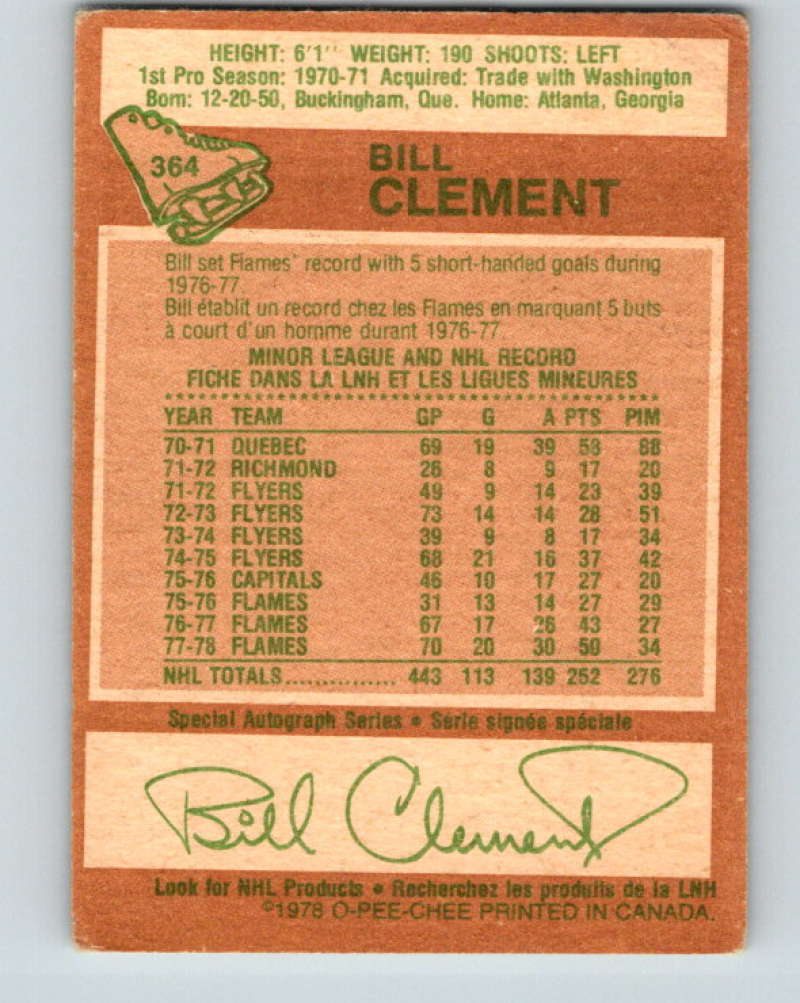 HEIGHT: 6'1" WEIGHT: 190 SHOOTS: LEFT
1st Pro Season: 1970-71 Acquired: Trade with Washington
Born: 12-20-50, Buckingham, Que. Home: Atlanta, Georgia
364
BILL
CLEMENT
Bill set Flames' record with 5 short-handed goals during
1976-77.
Bill établit un record chez les Flames en marquant 5 buts
à court d'un homme durant 1976-77
MINOR LEAGUE AND NHL RECORD
FICHE DANS LA LNH ET LES LIGUES MINEURES
YEAR TEAM GP G A PTS PIM
70-71 QUEBEC 69 19 39 58 88
71-72 RICHMOND 26 8 9 17 20
71-72 FLYERS 49 9 14 23 39
72-73 FLYERS 73 14 14 28 51
73-74 FLYERS 39 9 8 17 34
74-75 FLYERS 68 21 16 37 42
75-76 CAPITALS 46 10 17 27 20
75-76 FLAMES 31 13 14 27 29
76-77 FLAMES 67 17 26 43 27
77-78 FLAMES 70 20 30 50 34
NHL TOTALS............... 443 113 139 252 276
Special Autograph Series • Série signée spéciale
Bill Clement
Look for NHL Products • Recherchez les produits de la LNH
©1978 O-PEE-CHEE PRINTED IN CANADA.